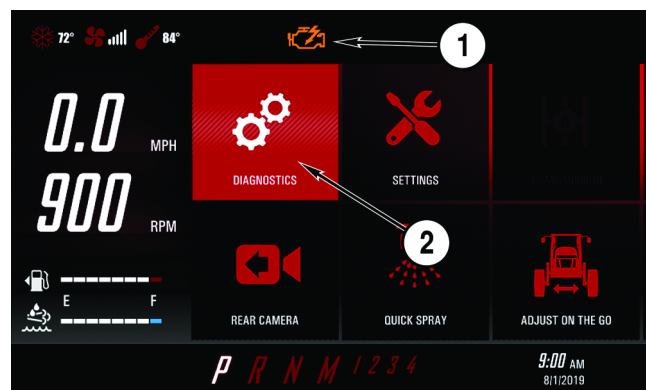 72°
84°
1
0.0 MPH
900 RPM
E F
DIAGNOSTICS
SETTINGS
2
REAR CAMERA
QUICK SPRAY
ADJUST ON THE GO
P R N M 1 2 3 4
9:00 AM
8/1/2019